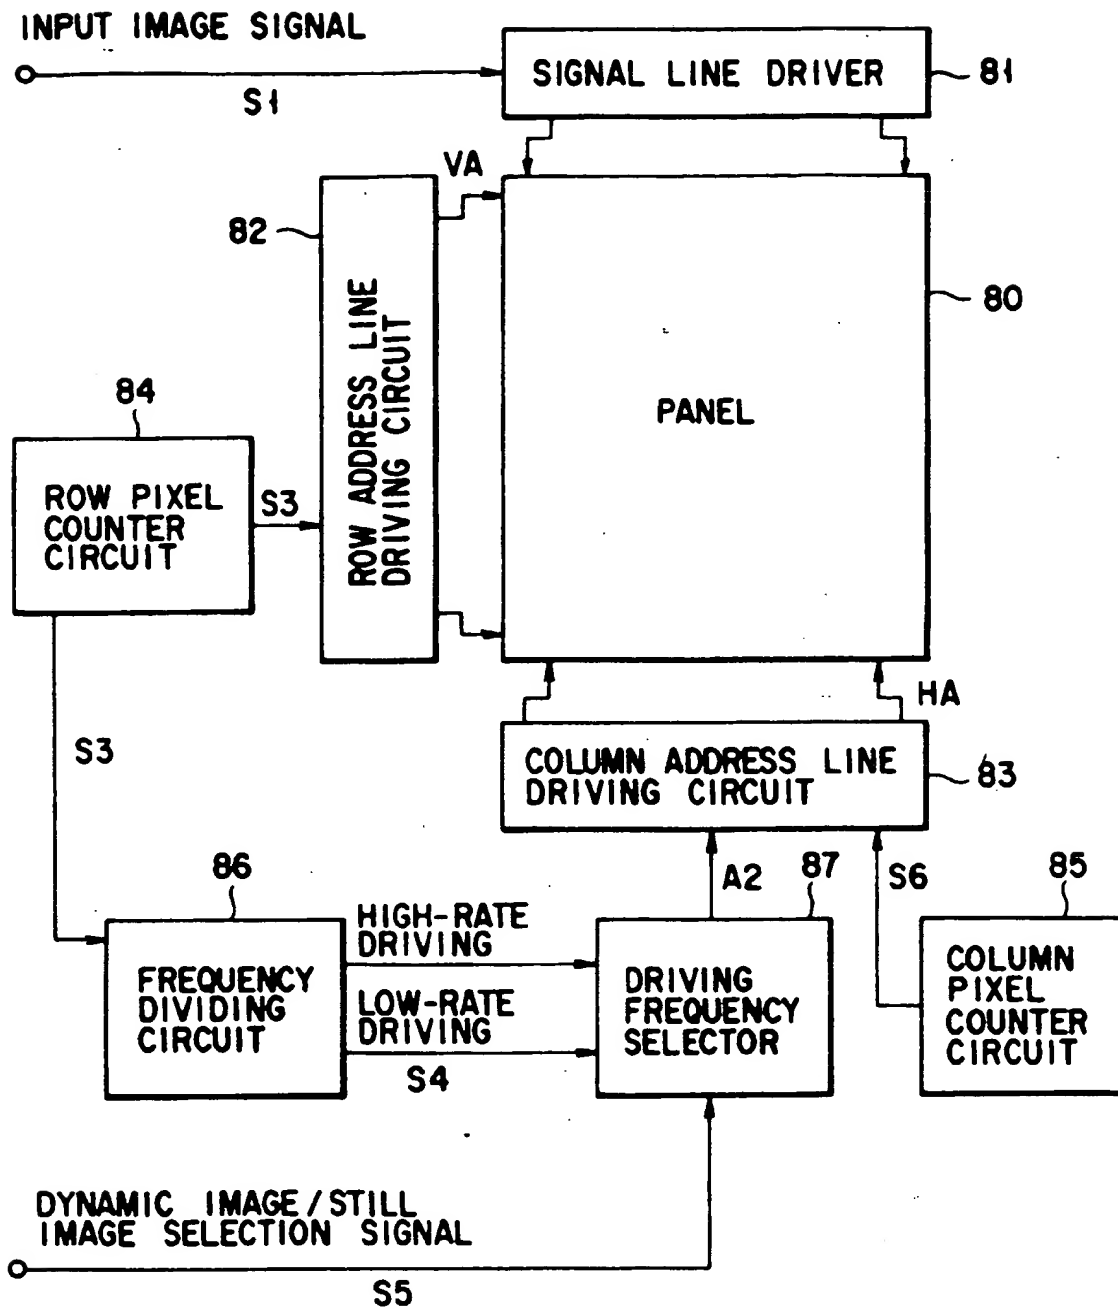 INPUT IMAGE SIGNAL
S1
SIGNAL LINE DRIVER
81
VA
82
ROW ADDRESS LINE
DRIVING CIRCUIT
80
PANEL
84
ROW PIXEL
COUNTER
CIRCUIT
S3
S3
HA
COLUMN ADDRESS LINE
DRIVING CIRCUIT
83
86
A2
87
S6
85
HIGH-RATE
DRIVING
FREQUENCY
DIVIDING
CIRCUIT
LOW-RATE
DRIVING
S4
DRIVING
FREQUENCY
SELECTOR
COLUMN
PIXEL
COUNTER
CIRCUIT
DYNAMIC IMAGE/STILL
IMAGE SELECTION SIGNAL
S5